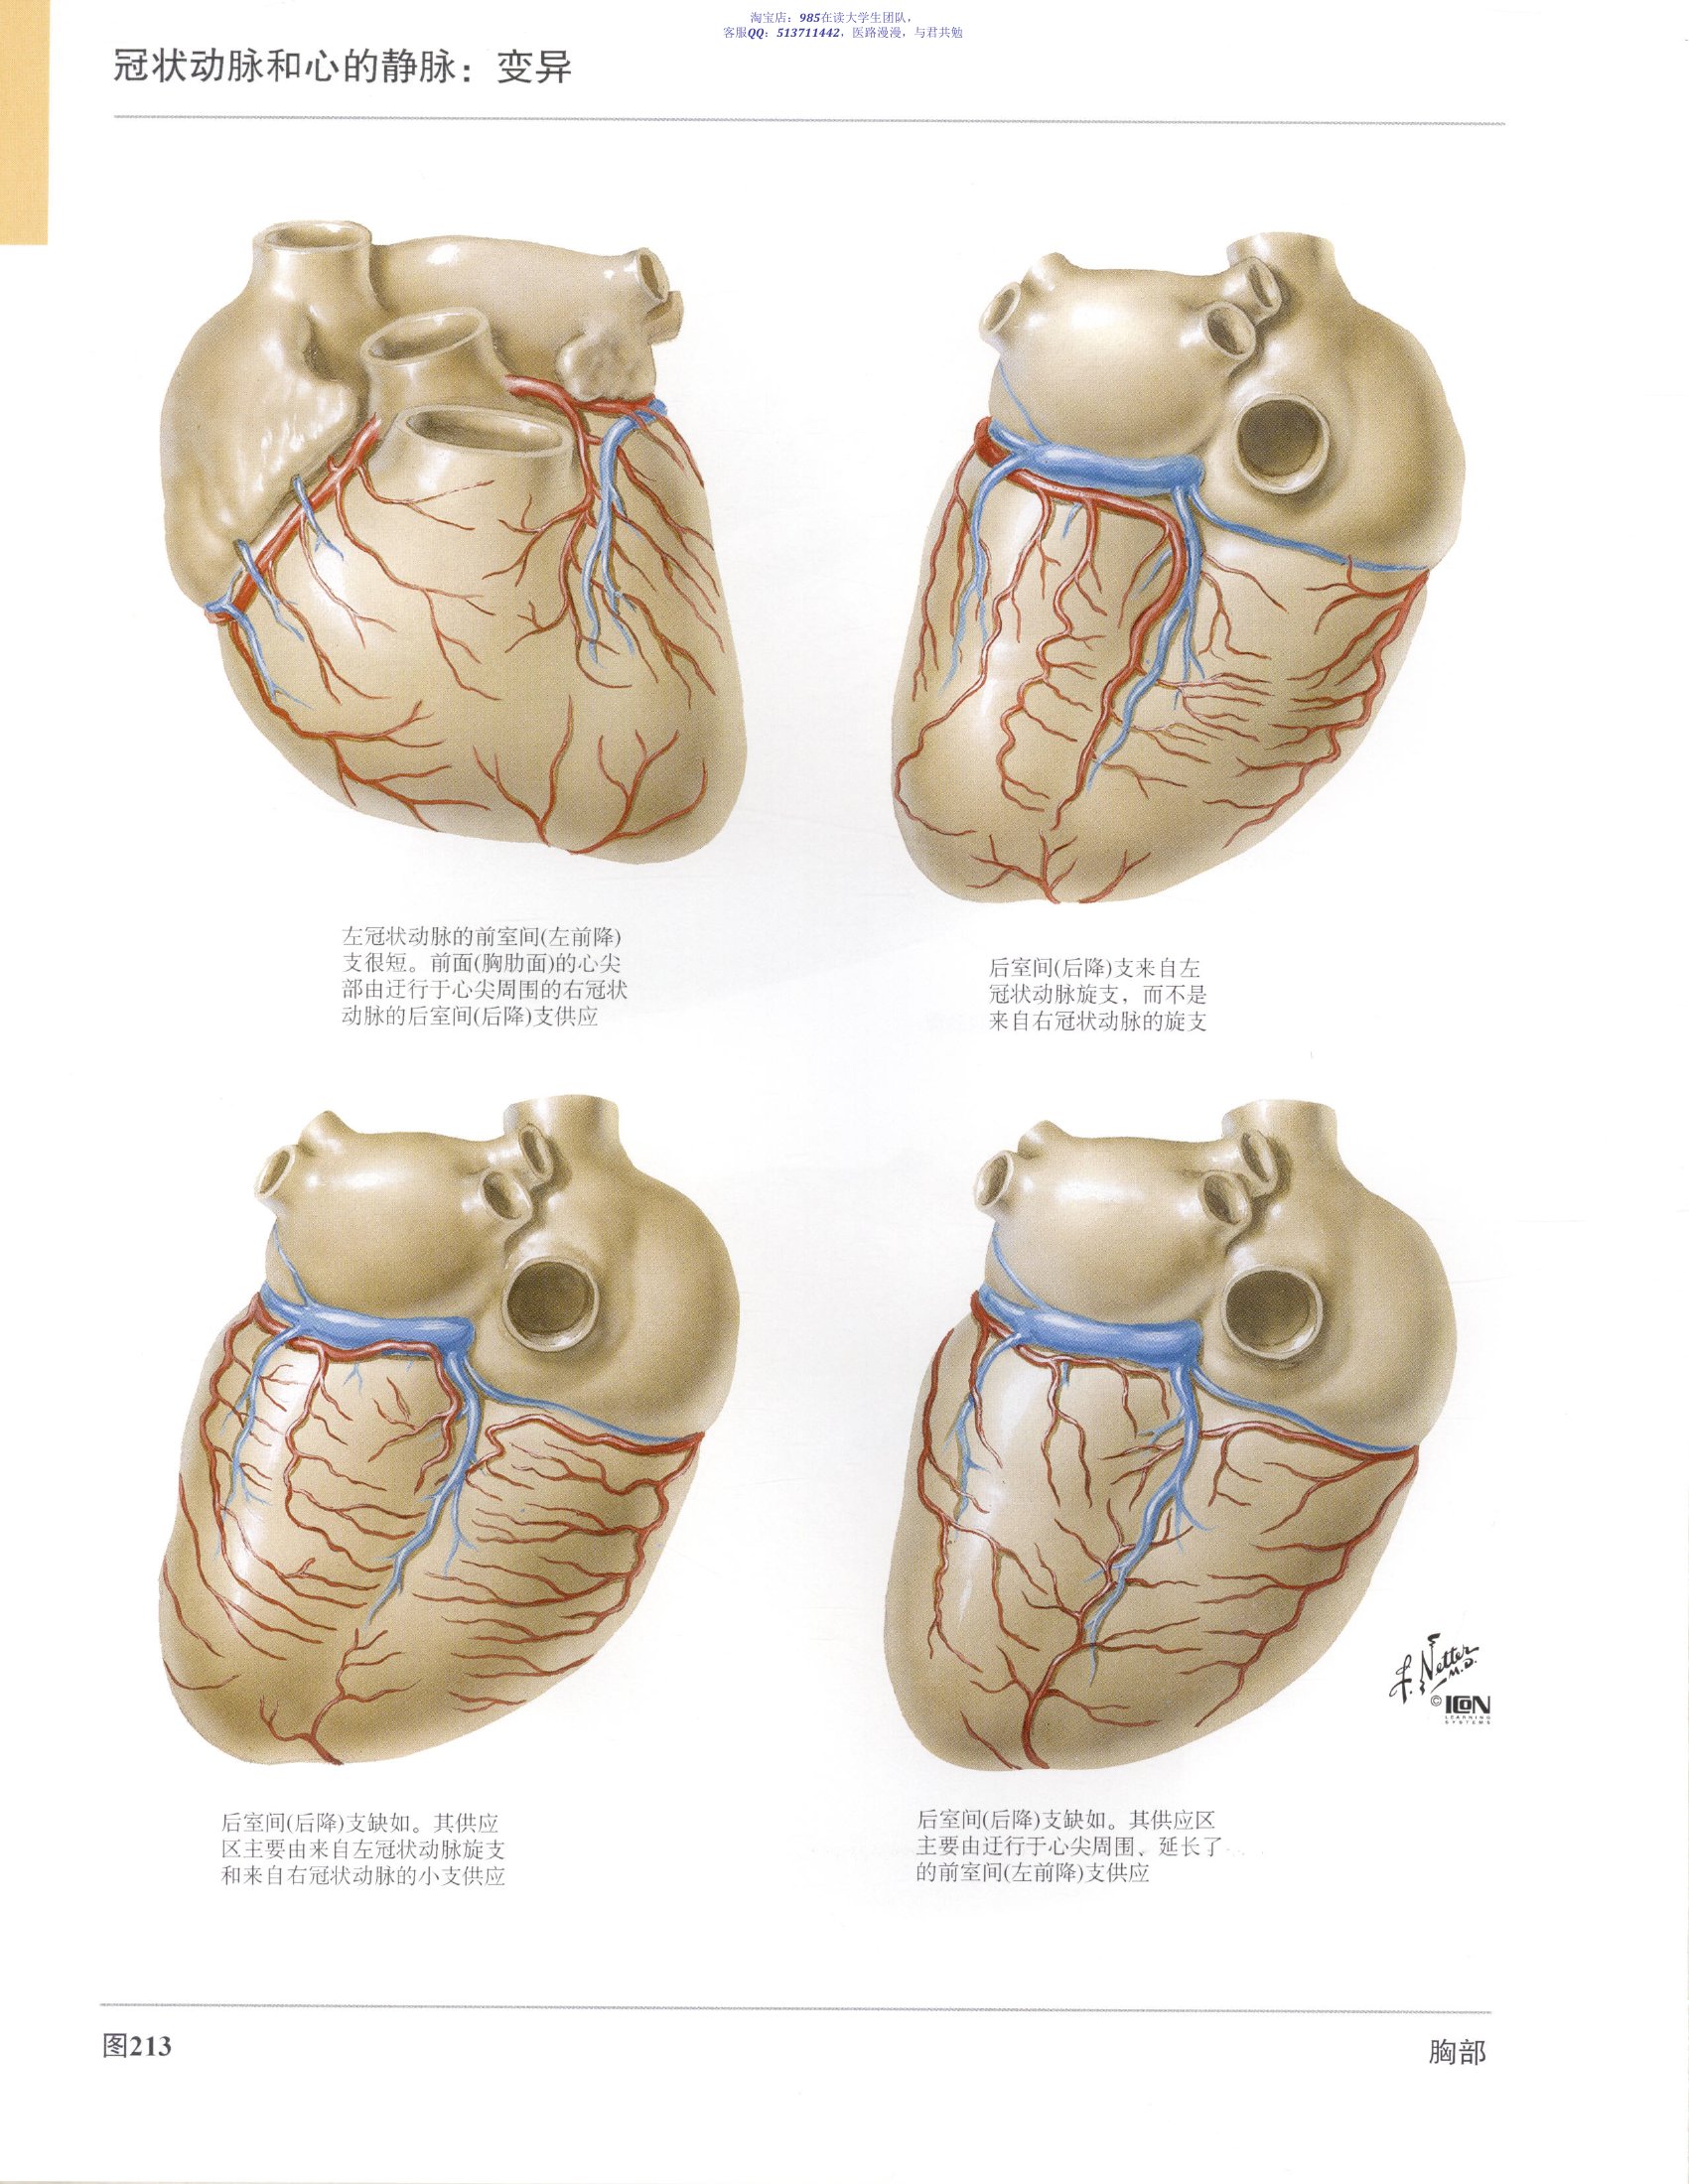 淘宝店：985在读大学生团队，
客服QQ：513711442，医路漫漫，与君共勉
冠状动脉和心的静脉：变异
左冠状动脉的前室间(左前降)
支很短。前面(胸肋面)的心尖
部由迂行于心尖周围的右冠状
动脉的后室间(后降)支供应
后室间(后降)支来自左
冠状动脉旋支，而不是
来自右冠状动脉的旋支
后室间(后降)支缺如。其供应
区主要由来自左冠状动脉旋支
和来自右冠状动脉的小支供应
后室间(后降)支缺如。其供应区
主要由迂行于心尖周围、延长了
的前室间(左前降)支供应
F. Netter
M.D.
© ICON
LEARNING
SYSTEMS
图213
胸部